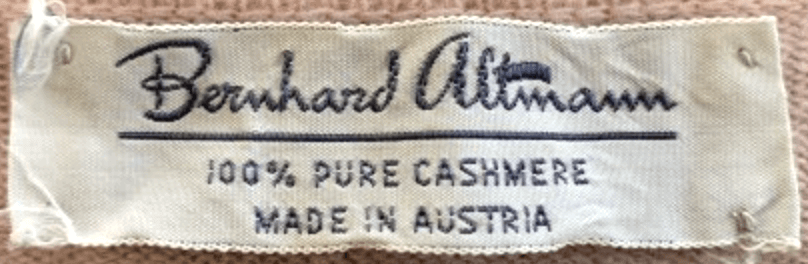 Bernhard Altmann
100% PURE CASHMERE
MADE IN AUSTRIA